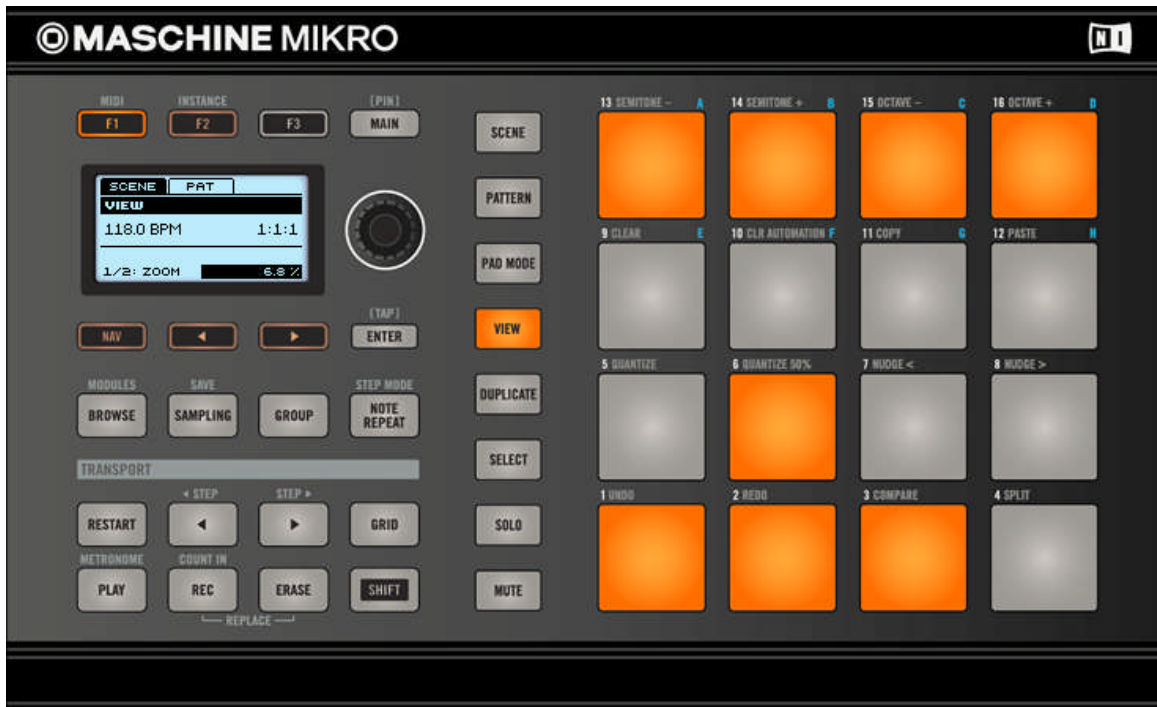 MASCHINE MIKRO
NI
MIDI INSTANCE [PIN]
F1 F2 F3 MAIN
SCENE PAT
VIEW
118.0 BPM 1:1:1
1/2: ZOOM 6.8 %
[TAP]
NAV ENTER
MODULES SAVE STEP MODE
BROWSE SAMPLING GROUP NOTE REPEAT
TRANSPORT
STEP STEP
RESTART GRID
METRONOME COUNT IN
PLAY REC ERASE SHIFT
REPLACE
SCENE
PATTERN
PAD MODE
VIEW
DUPLICATE
SELECT
SOLO
MUTE
13 SEMITONE - A 14 SEMITONE + B 15 OCTAVE - C 16 OCTAVE + D
9 CLEAR E 10 CLR AUTOMATION F 11 COPY G 12 PASTE H
5 QUANTIZE 6 QUANTIZE 50% 7 NUDGE < 8 NUDGE >
1 UNDO 2 REDO 3 COMPARE 4 SPLIT